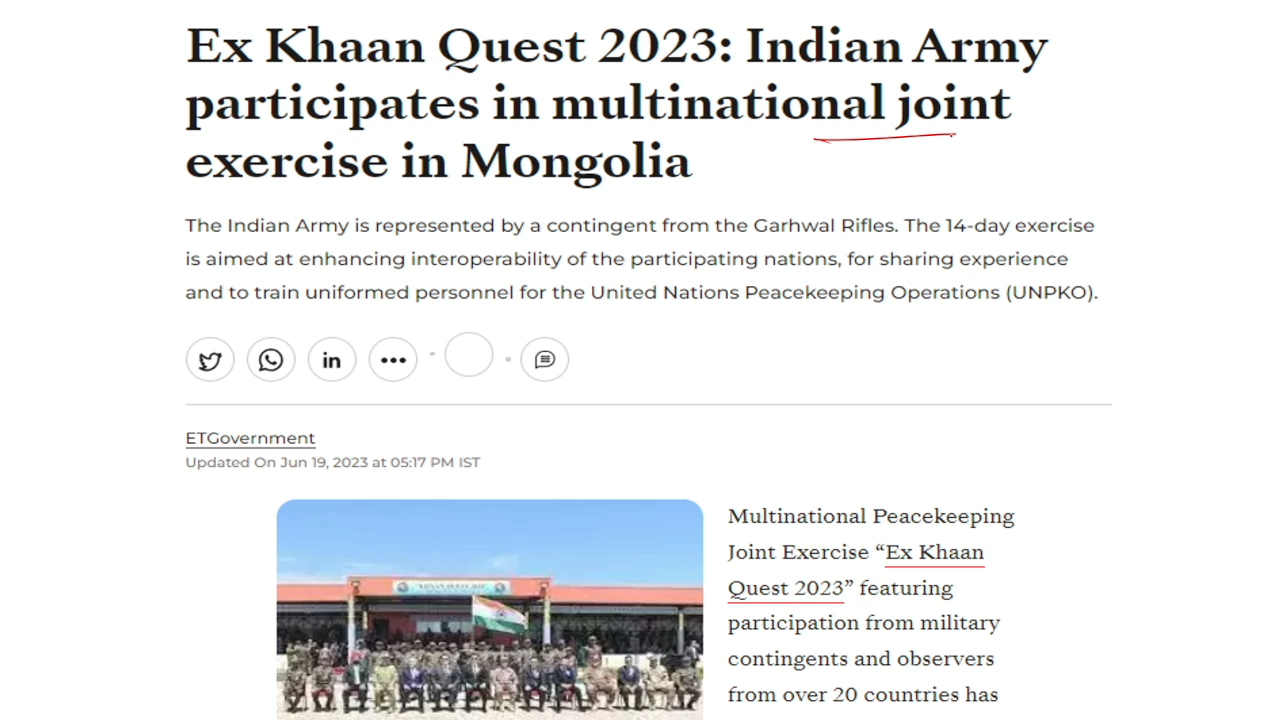 Ex Khaan Quest 2023: Indian Army
participates in multinational joint
exercise in Mongolia
The Indian Army is represented by a contingent from the Garhwal Rifles. The 14-day exercise
is aimed at enhancing interoperability of the participating nations, for sharing experience
and to train uniformed personnel for the United Nations Peacekeeping Operations (UNPKO).
in
ETGovernment
Updated On Jun 19, 2023 at 05:17 PM IST
Multinational Peacekeeping
Joint Exercise “Ex Khaan
Quest 2023” featuring
participation from military
contingents and observers
from over 20 countries has